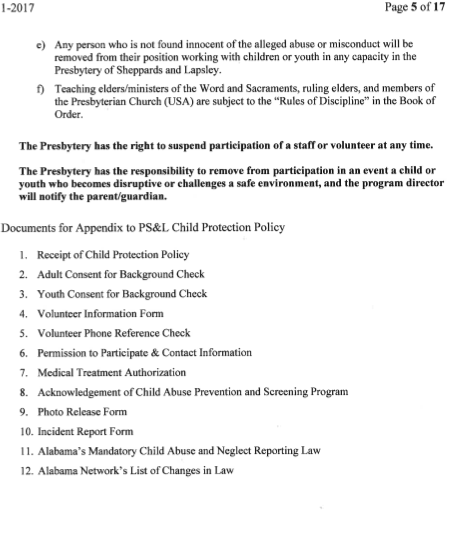 1-2017 Page 5 of 17
e) Any person who is not found innocent of the alleged abuse or misconduct will be
removed from their position working with children or youth in any capacity in the
Presbytery of Sheppards and Lapsley.
f) Teaching elders/ministers of the Word and Sacraments, ruling elders, and members of
the Presbyterian Church (USA) are subject to the “Rules of Discipline” in the Book of
Order.
The Presbytery has the right to suspend participation of a staff or volunteer at any time.
The Presbytery has the responsibility to remove from participation in an event a child or
youth who becomes disruptive or challenges a safe environment, and the program director
will notify the parent/guardian.
Documents for Appendix to PS&L Child Protection Policy
1. Receipt of Child Protection Policy
2. Adult Consent for Background Check
3. Youth Consent for Background Check
4. Volunteer Information Form
5. Volunteer Phone Reference Check
6. Permission to Participate & Contact Information
7. Medical Treatment Authorization
8. Acknowledgement of Child Abuse Prevention and Screening Program
9. Photo Release Form
10. Incident Report Form
11. Alabama's Mandatory Child Abuse and Neglect Reporting Law
12. Alabama Network's List of Changes in Law